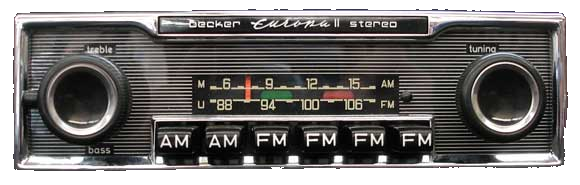 becker Europa II stereo
treble
tuning
M 6 9 12 15 AM
U 88 94 100 106 FM
bass
AM AM FM FM FM FM